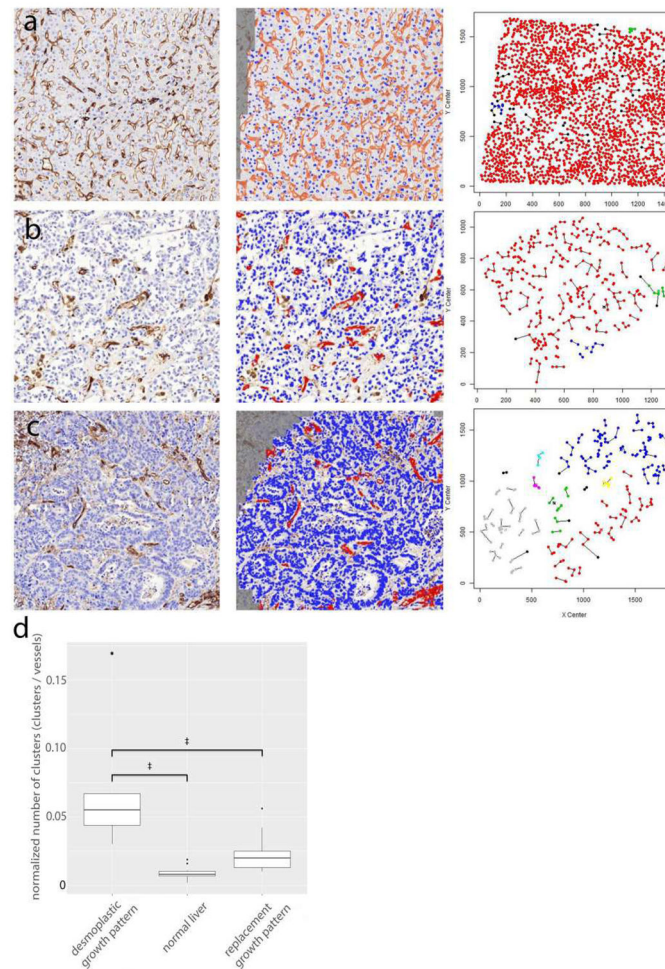 a
Y Center
1500
1000
500
0
0 200 400 600 800 1000 1200
b
Y Center
1000
800
600
400
200
0
0 200 400 600 800 1000 1200
c
Y Center
1500
1000
500
0
0 500 1000 1500
X Center
d
normalized number of clusters (clusters / vessels)
0.15
0.10
0.05
0
‡
‡
desmoplastic
growth pattern
normal liver
replacement
growth pattern